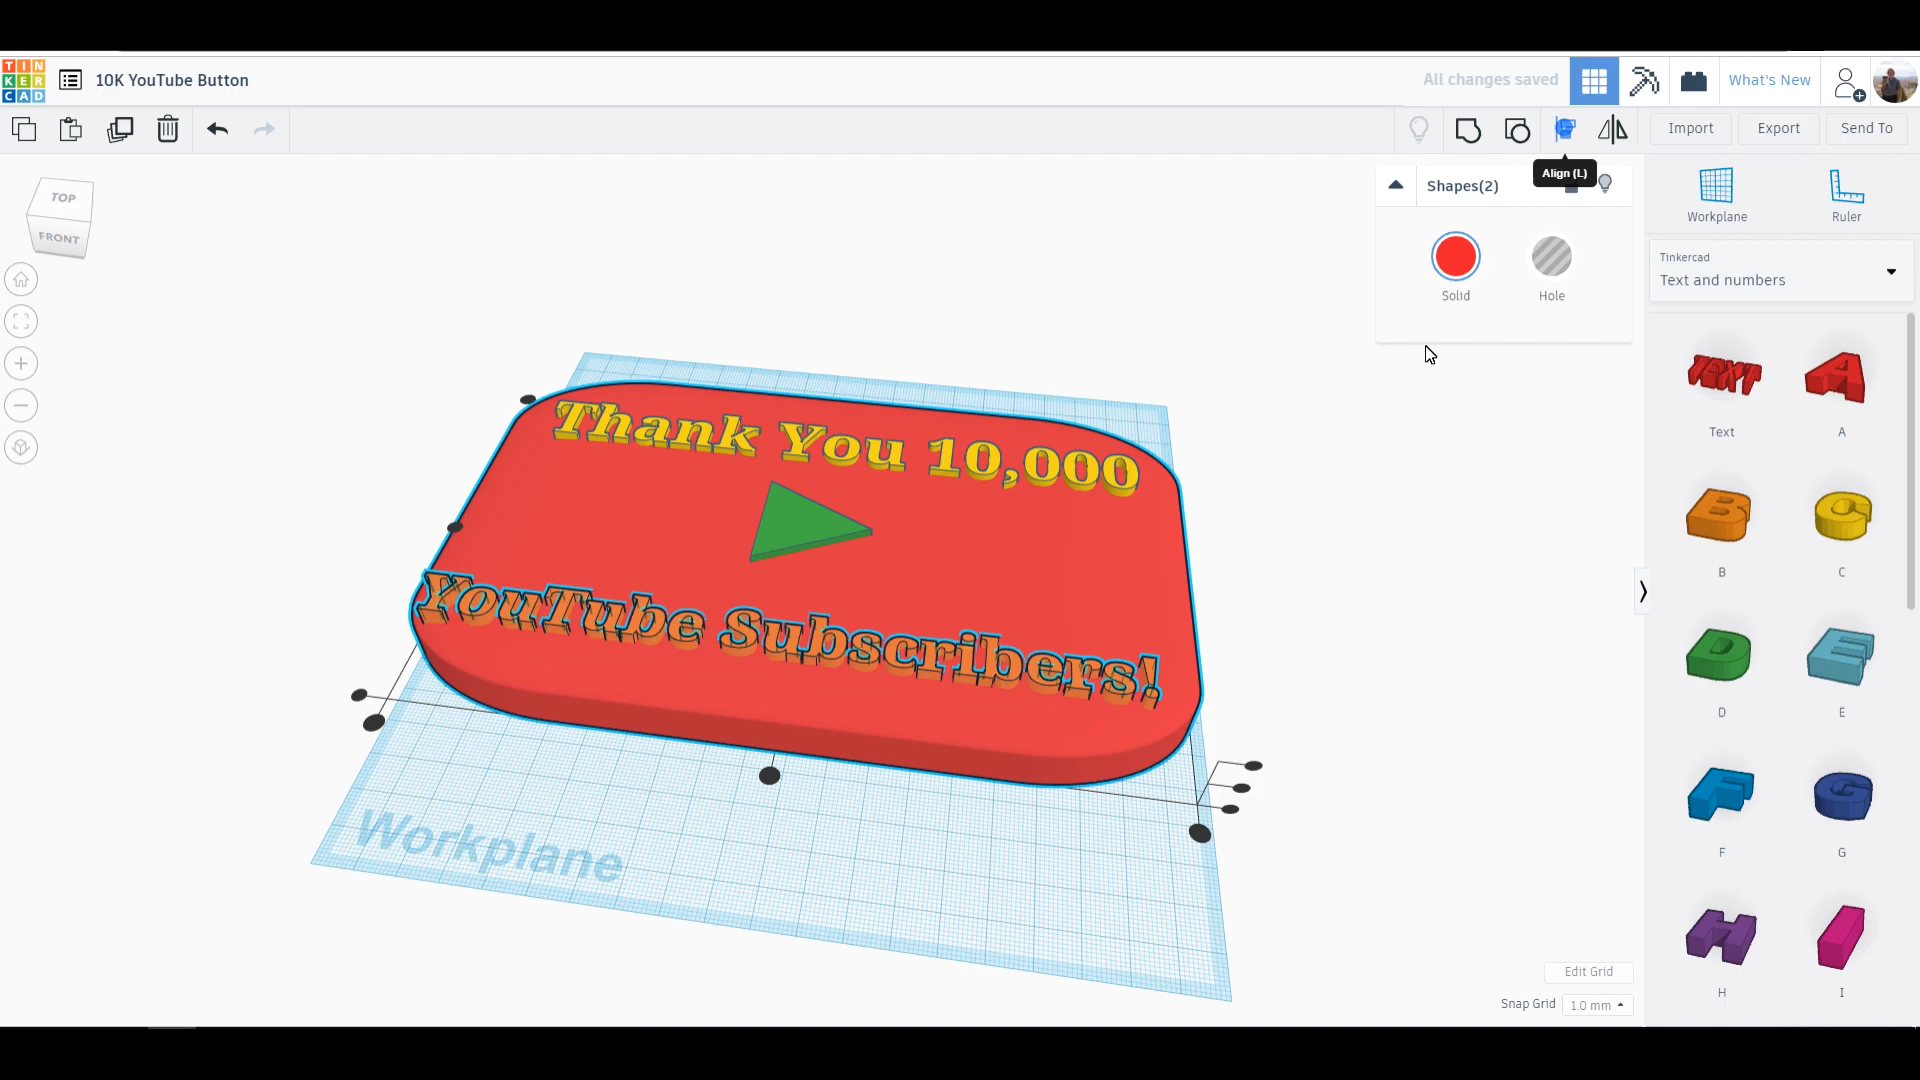 TIN
KER
CAD
10K YouTube Button
All changes saved
What's New
Import
Export
Send To
Align (L)
TOP
FRONT
Shapes(2)
Solid
Hole
Workplane
Ruler
Tinkercad
Text and numbers
TEXT
A
Text
A
B
C
B
C
D
E
D
E
F
G
F
G
H
I
H
I
Thank You 10,000
YouTube Subscribers!
Workplane
Edit Grid
Snap Grid
1.0 mm